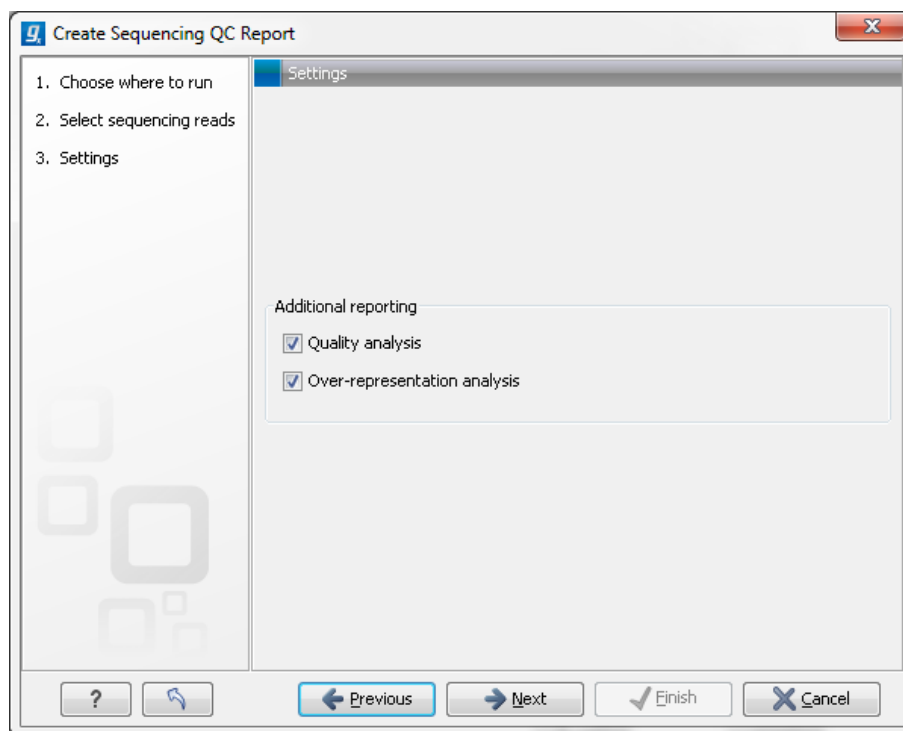 Create Sequencing QC Report
1. Choose where to run
2. Select sequencing reads
3. Settings
Settings
Additional reporting
Quality analysis
Over-representation analysis
?
Previous
Next
Finish
Cancel